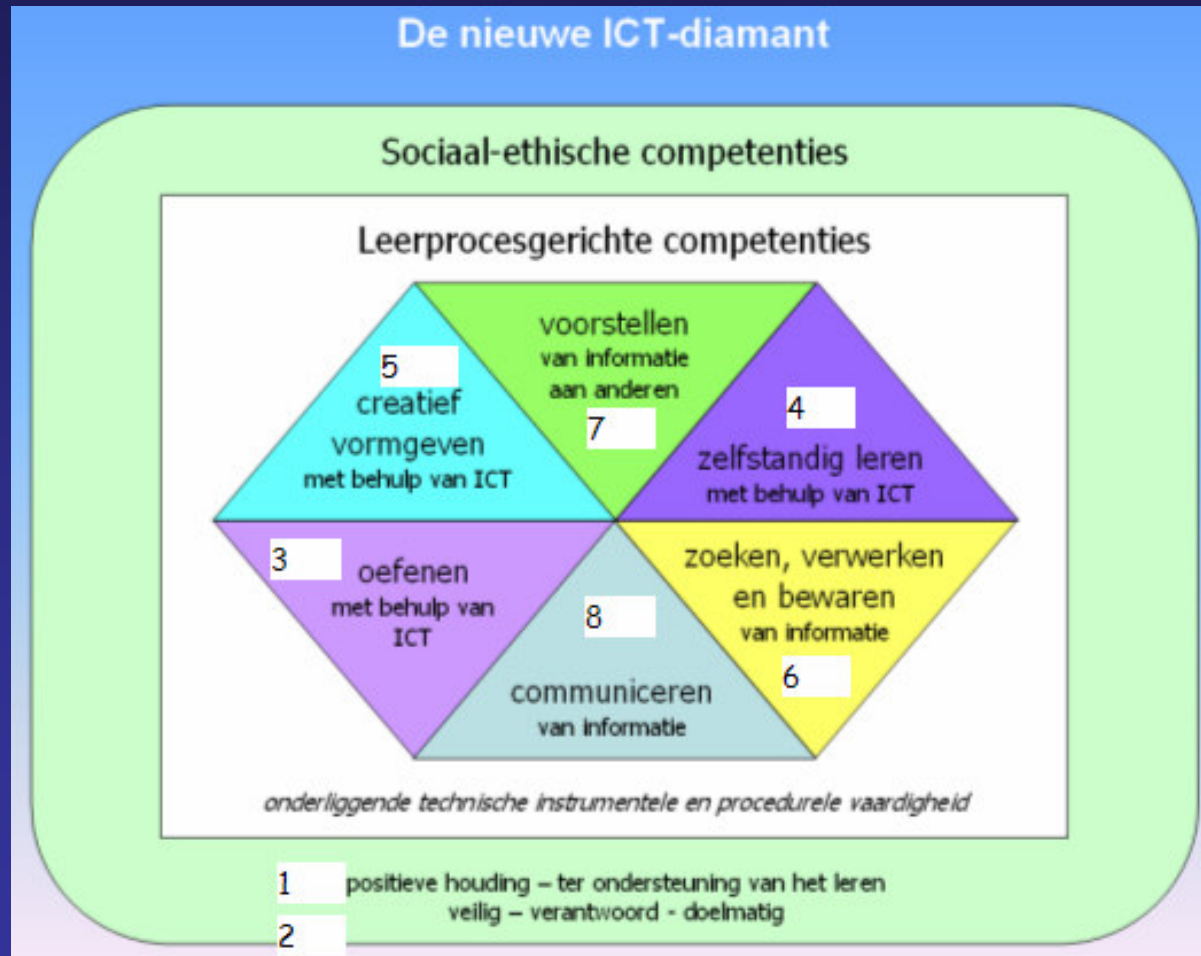 De nieuwe ICT-diamant
Sociaal-ethische competenties
Leerprocesgerichte competenties
5
creatief
vormgeven
met behulp van ICT
voorstellen
van informatie
aan anderen
7
4
zelfstandig leren
met behulp van ICT
3
oefenen
met behulp van
ICT
8
communiceren
van informatie
zoeken, verwerken
en bewaren
van informatie
6
onderliggende technische instrumentele en procedurele vaardigheid
1 positieve houding – ter ondersteuning van het leren
veilig – verantwoord - doelmatig
2